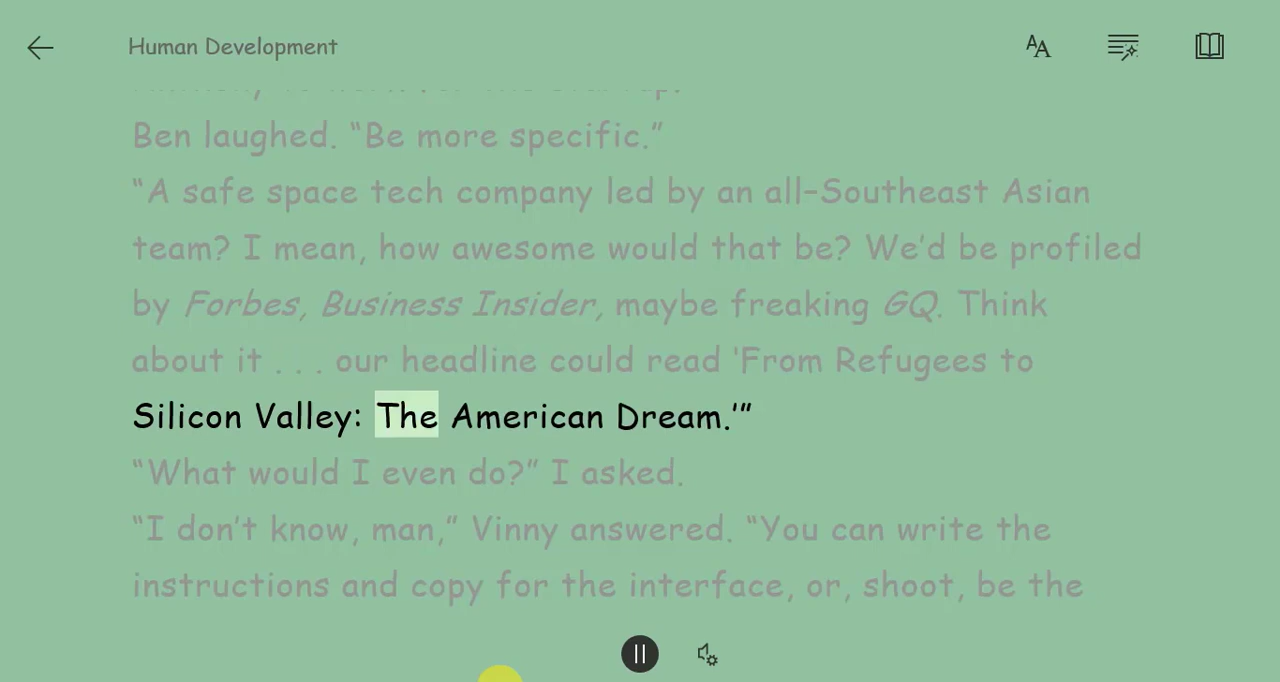 Human Development
Ben laughed. “Be more specific.”
“A safe space tech company led by an all–Southeast Asian
team? I mean, how awesome would that be? We’d be profiled
by Forbes, Business Insider, maybe freaking GQ. Think
about it . . . our headline could read ‘From Refugees to
Silicon Valley: The American Dream.’”
“What would I even do?” I asked.
“I don’t know, man,” Vinny answered. “You can write the
instructions and copy for the interface, or, shoot, be the